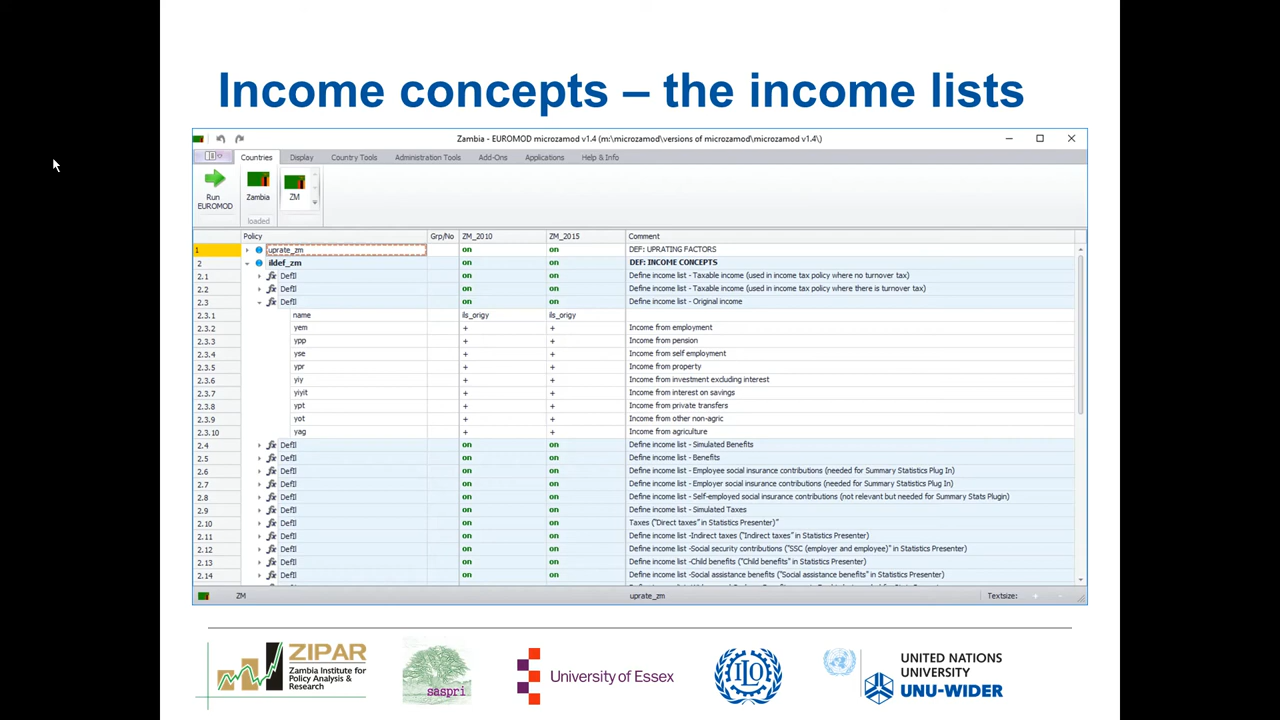 Income concepts – the income lists
Zambia - EUROMOD microzamod v1.4 (m:\microzamod\versions of microzamod\microzamod v1.4\)
Countries Display Country Tools Administration Tools Add-Ons Applications Help & Info
Run EUROMOD
Zambia
loaded
ZM
Policy Grp/No ZM_2010 ZM_2015 Comment
1 uprate_zm on on DEF: UPRATING FACTORS
2 ildef_zm on on DEF: INCOME CONCEPTS
2.1 fx DefIl on on Define income list - Taxable income (used in income tax policy where no turnover tax)
2.2 fx DefIl on on Define income list - Taxable income (used in income tax policy where there is turnover tax)
2.3 fx DefIl on on Define income list - Original income
2.3.1 name ils_origy ils_origy
2.3.2 yem + + Income from employment
2.3.3 ypp + + Income from pension
2.3.4 yse + + Income from self employment
2.3.5 ypr + + Income from property
2.3.6 yiy + + Income from investment excluding interest
2.3.7 yiyit + + Income from interest on savings
2.3.8 ypt + + Income from private transfers
2.3.9 yot + + Income from other non-agric
2.3.10 yag + + Income from agriculture
2.4 fx DefIl on on Define income list - Simulated Benefits
2.5 fx DefIl on on Define income list - Benefits
2.6 fx DefIl on on Define income list - Employee social insurance contributions (needed for Summary Statistics Plug In)
2.7 fx DefIl on on Define income list - Employer social insurance contributions (needed for Summary Statistics Plug In)
2.8 fx DefIl on on Define income list - Self-employed social insurance contributions (not relevant but needed for Summary Stats Plugin)
2.9 fx DefIl on on Define income list - Simulated Taxes
2.10 fx DefIl on on Taxes ("Direct taxes" in Statistics Presenter)"
2.11 fx DefIl on on Define income list -Indirect taxes ("Indirect taxes" in Statistics Presenter)
2.12 fx DefIl on on Define income list -Social security contributions ("SSC (employer and employee)" in Statistics Presenter)
2.13 fx DefIl on on Define income list -Child benefits ("Child benefits" in Statistics Presenter)
2.14 fx DefIl on on Define income list -Social assistance benefits ("Social assistance benefits" in Statistics Presenter)
ZM uprate_zm Textsize: + -
ZIPAR
Zambia Institute for
Policy Analysis &
Research
saspri
University of Essex
ILO
UNITED NATIONS
UNIVERSITY
UNU-WIDER